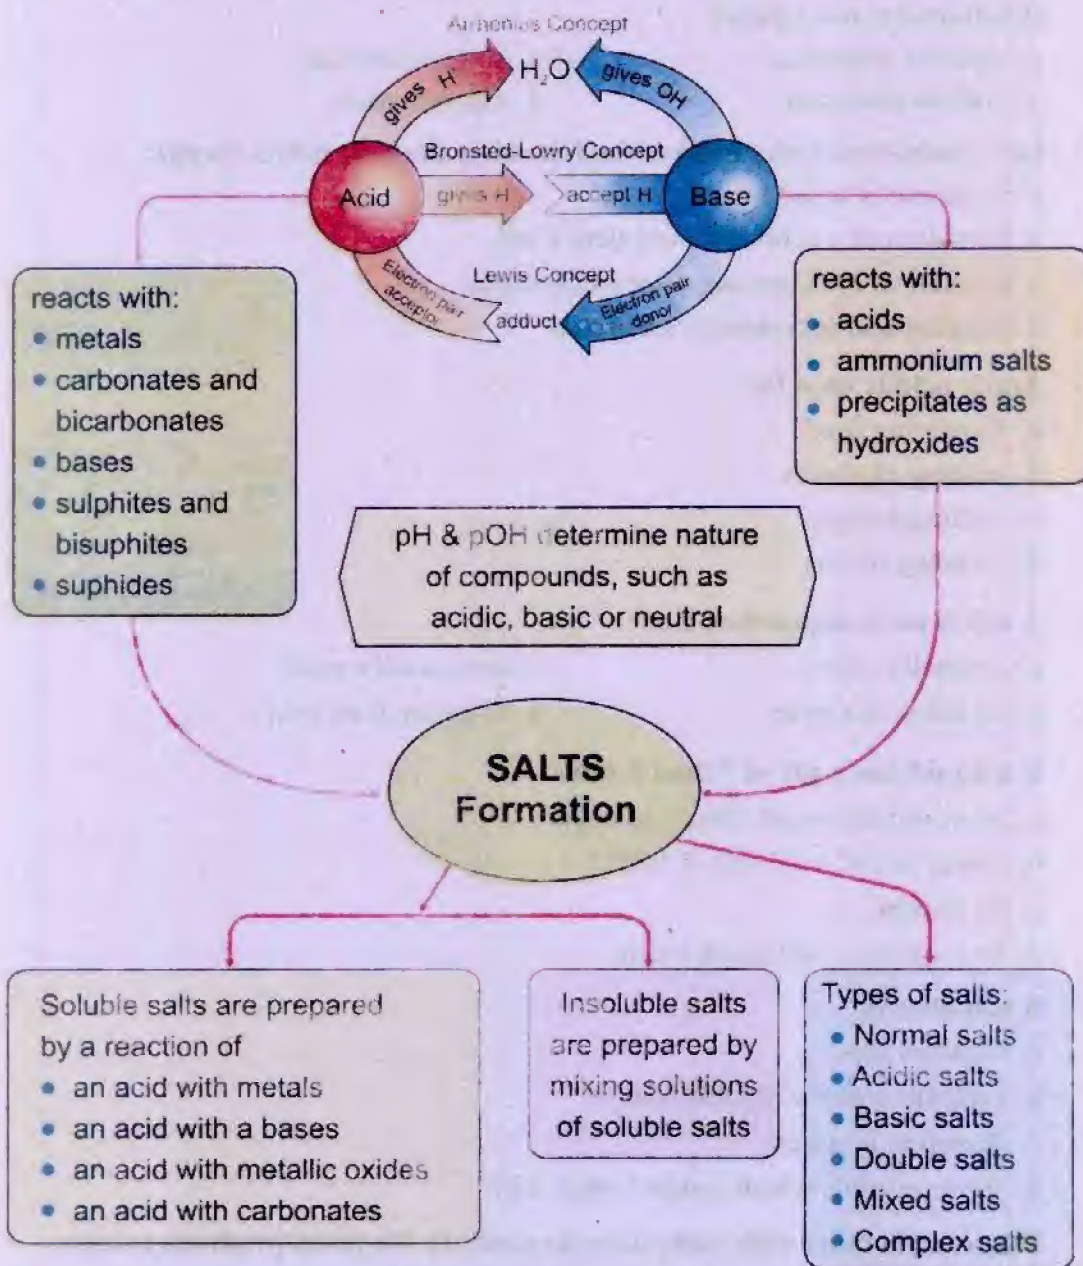 Arrhenius Concept
gives H⁺
H₂O
gives OH⁻
Bronsted-Lowry Concept
Acid
gives H
accept H
Base
Lewis Concept
Electron pair
acceptor
adduct
Electron pair
donor
reacts with:
• metals
• carbonates and
bicarbonates
• bases
• sulphites and
bisuphites
• suphides
reacts with:
• acids
• ammonium salts
• precipitates as
hydroxides
pH & pOH determine nature
of compounds, such as
acidic, basic or neutral
SALTS
Formation
Soluble salts are prepared
by a reaction of
• an acid with metals
• an acid with a bases
• an acid with metallic oxides
• an acid with carbonates
Insoluble salts
are prepared by
mixing solutions
of soluble salts
Types of salts:
• Normal salts
• Acidic salts
• Basic salts
• Double salts
• Mixed salts
• Complex salts